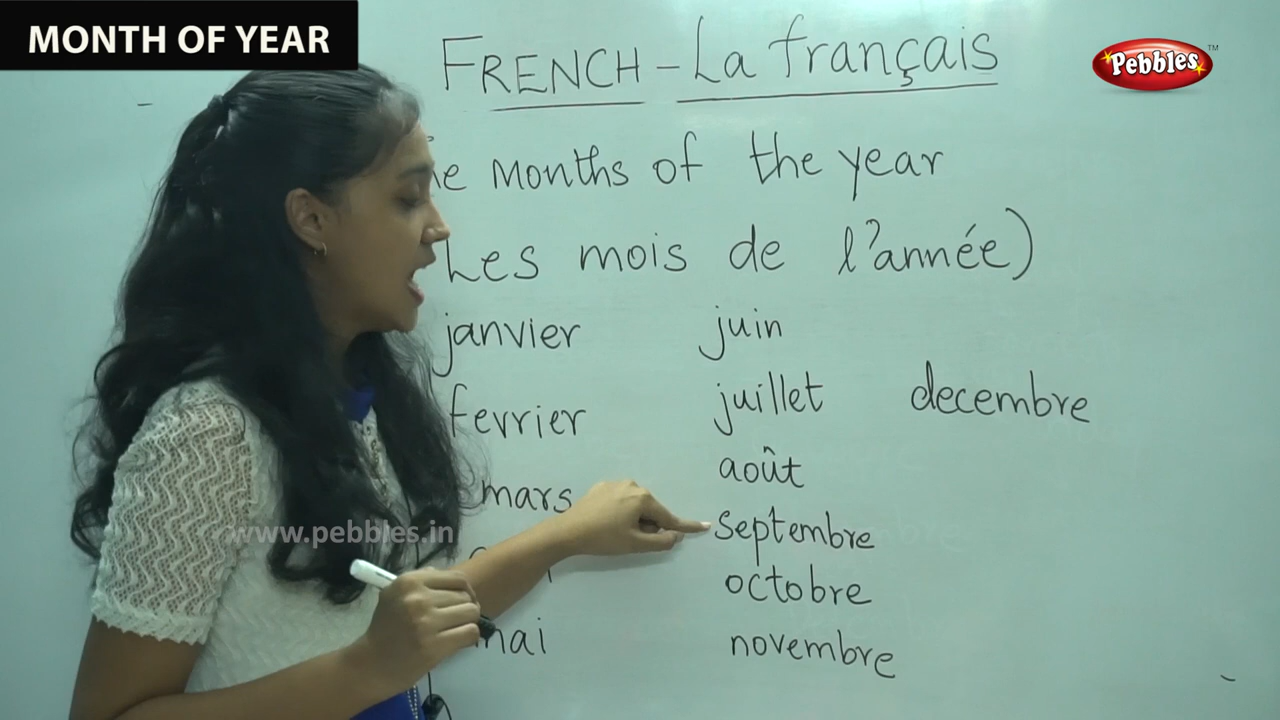 MONTH OF YEAR
Pebbles TM
FRENCH – La français
months of the year
Les mois de l'année)
janvier
fevrier
mars
mai
juin
juillet
août
septembre
octobre
novembre
decembre
www.pebbles.in